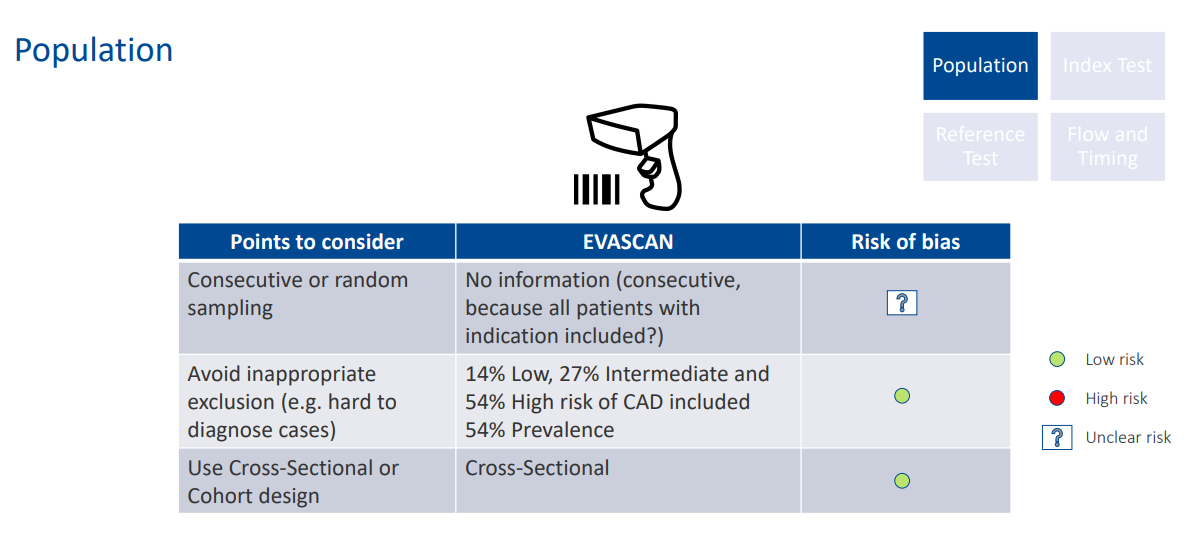 Population
Population
Index Test
Reference
Test
Flow and
Timing
Points to consider
EVASCAN
Risk of bias
Consecutive or random
sampling
No information (consecutive,
because all patients with
indication included?)
?
Avoid inappropriate
exclusion (e.g. hard to
diagnose cases)
14% Low, 27% Intermediate and
54% High risk of CAD included
54% Prevalence
Use Cross-Sectional or
Cohort design
Cross-Sectional
Low risk
High risk
?
Unclear risk